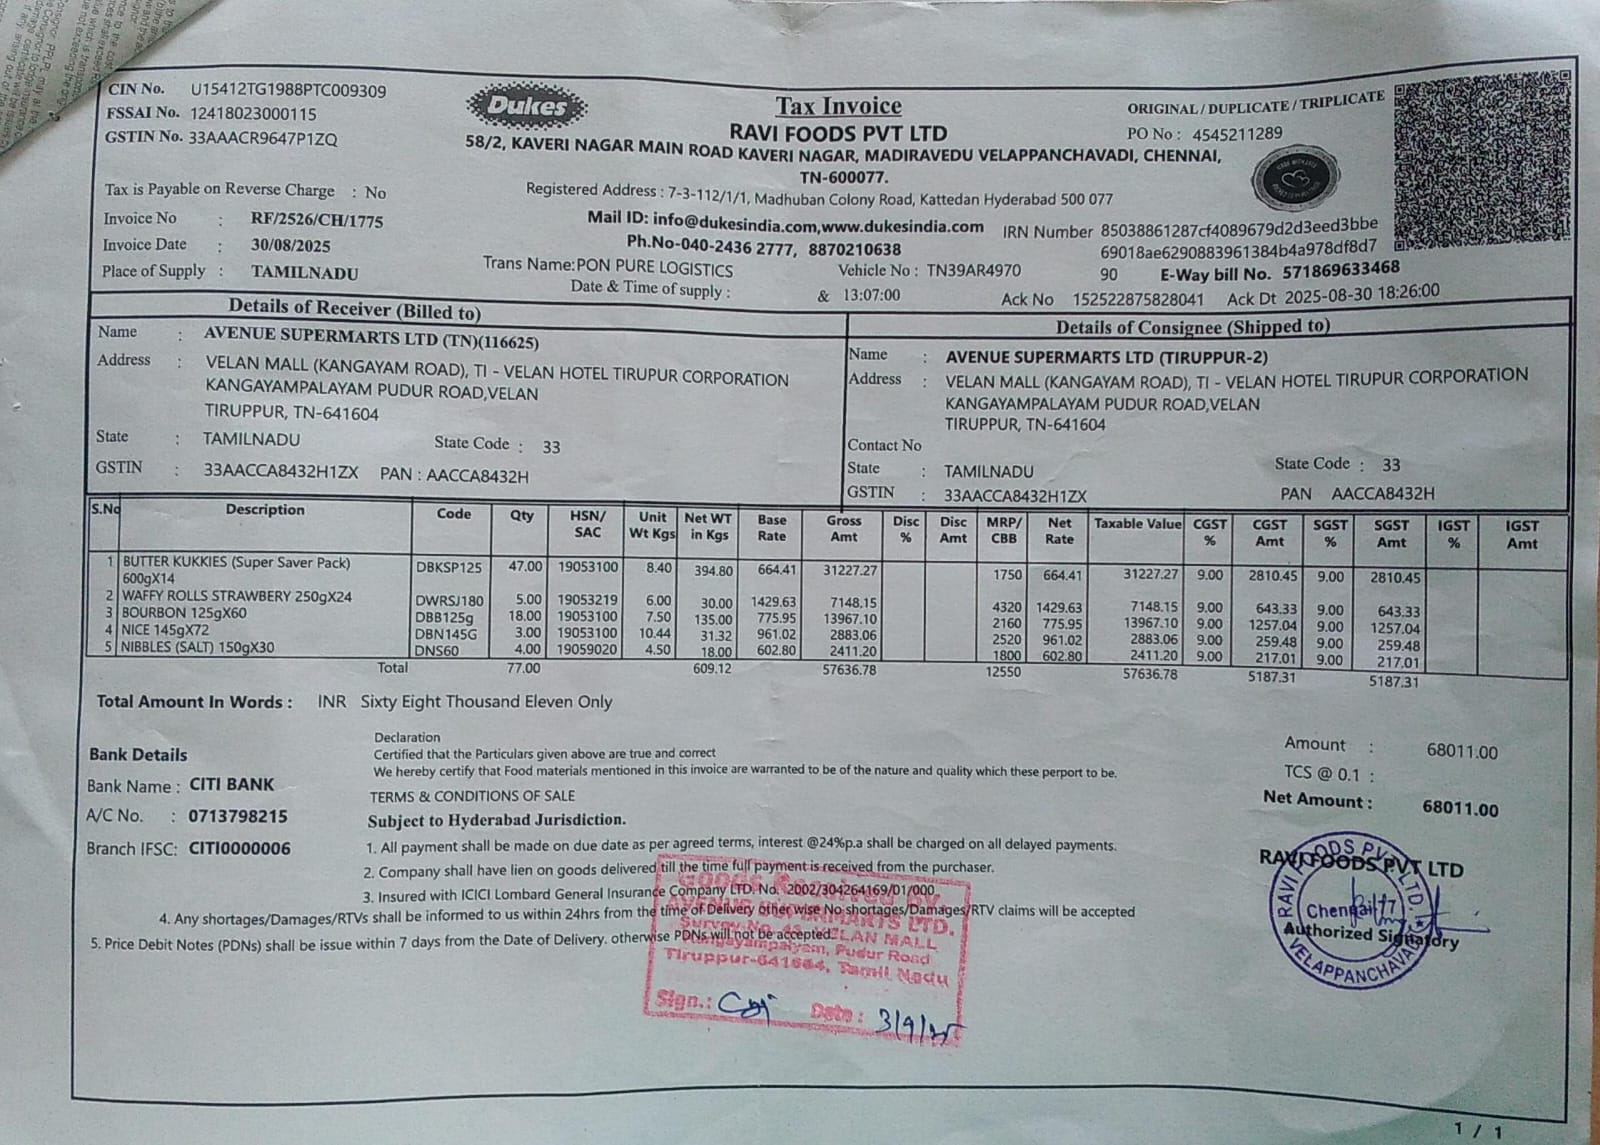 CIN No. U15412TG1988PTC009309
FSSAI No. 12418023000115
GSTIN No. 33AAACR9647P1ZQ
Dukes
Tax Invoice
ORIGINAL / DUPLICATE / TRIPLICATE
RAVI FOODS PVT LTD
PO No : 4545211289
58/2, KAVERI NAGAR MAIN ROAD KAVERI NAGAR, MADIRAVEDU VELAPPANCHAVADI, CHENNAI,
TN-600077.
Registered Address : 7-3-112/1/1, Madhuban Colony Road, Kattedan Hyderabad 500 077
Mail ID: info@dukesindia.com,www.dukesindia.com
Ph.No-040-2436 2777, 8870210638
Tax is Payable on Reverse Charge : No
Invoice No : RF/2526/CH/1775
Invoice Date : 30/08/2025
Place of Supply : TAMILNADU
Trans Name:PON PURE LOGISTICS
Vehicle No : TN39AR4970
Date & Time of supply : & 13:07:00
IRN Number 85038861287cf4089679d2d3eed3bbe
69018ae6290883961384b4a978df8d7
90 E-Way bill No. 571869633468
Ack No 152522875828041 Ack Dt 2025-08-30 18:26:00
Details of Receiver (Billed to)
Name : AVENUE SUPERMARTS LTD (TN)(116625)
Address : VELAN MALL (KANGAYAM ROAD), TI - VELAN HOTEL TIRUPUR CORPORATION
KANGAYAMPALAYAM PUDUR ROAD,VELAN
TIRUPPUR, TN-641604
State : TAMILNADU State Code : 33
GSTIN : 33AACCA8432H1ZX PAN : AACCA8432H
Details of Consignee (Shipped to)
Name : AVENUE SUPERMARTS LTD (TIRUPPUR-2)
Address : VELAN MALL (KANGAYAM ROAD), TI - VELAN HOTEL TIRUPUR CORPORATION
KANGAYAMPALAYAM PUDUR ROAD,VELAN
TIRUPPUR, TN-641604
Contact No
State : TAMILNADU State Code : 33
GSTIN : 33AACCA8432H1ZX PAN AACCA8432H
S.No Description Code Qty HSN/ SAC Unit Wt Kgs Net WT in Kgs Base Rate Gross Amt Disc % Disc Amt MRP/ CBB Net Rate Taxable Value CGST % CGST Amt SGST % SGST Amt IGST % IGST Amt
1 BUTTER KUKKIES (Super Saver Pack) DBKSP125 47.00 19053100 8.40 394.80 664.41 31227.27 1750 664.41 31227.27 9.00 2810.45 9.00 2810.45
600gX14
2 WAFFY ROLLS STRAWBERY 250gX24 DWRSJ180 5.00 19053219 6.00 30.00 1429.63 7148.15 4320 1429.63 7148.15 9.00 643.33 9.00 643.33
3 BOURBON 125gX60 DBB125g 18.00 19053100 7.50 135.00 775.95 13967.10 2160 775.95 13967.10 9.00 1257.04 9.00 1257.04
4 NICE 145gX72 DBN145G 3.00 19053100 10.44 31.32 961.02 2883.06 2520 961.02 2883.06 9.00 259.48 9.00 259.48
5 NIBBLES (SALT) 150gX30 DNS60 4.00 19059020 4.50 18.00 602.80 2411.20 1800 602.80 2411.20 9.00 217.01 9.00 217.01
Total 77.00 609.12 57636.78 12550 57636.78 5187.31 5187.31
Total Amount In Words : INR Sixty Eight Thousand Eleven Only
Bank Details
Bank Name : CITI BANK
A/C No. : 0713798215
Branch IFSC: CITI0000006
Declaration
Certified that the Particulars given above are true and correct
We hereby certify that Food materials mentioned in this invoice are warranted to be of the nature and quality which these perport to be.
TERMS & CONDITIONS OF SALE
Subject to Hyderabad Jurisdiction.
1. All payment shall be made on due date as per agreed terms, interest @24%p.a shall be charged on all delayed payments.
2. Company shall have lien on goods delivered till the time full payment is received from the purchaser.
3. Insured with ICICI Lombard General Insurance Company LTD. No. 2002/304264169/01/000
4. Any shortages/Damages/RTVs shall be informed to us within 24hrs from the time of Delivery other wise No shortages/Damages/RTV claims will be accepted
5. Price Debit Notes (PDNs) shall be issue within 7 days from the Date of Delivery. otherwise PDNs will not be accepted.
Amount : 68011.00
TCS @ 0.1 :
Net Amount : 68011.00
RAVI FOODS PVT LTD
Authorized Signatory
RAVI FOODS PVT. LTD.
Chennai-77
VELAPPANCHAVADI
Goods Received By
AVENUE SUPERMARTS LTD.
VELAN MALL
Pudur Road
Tamil Nadu
Sign.: Date : 3/9/25
1 / 1